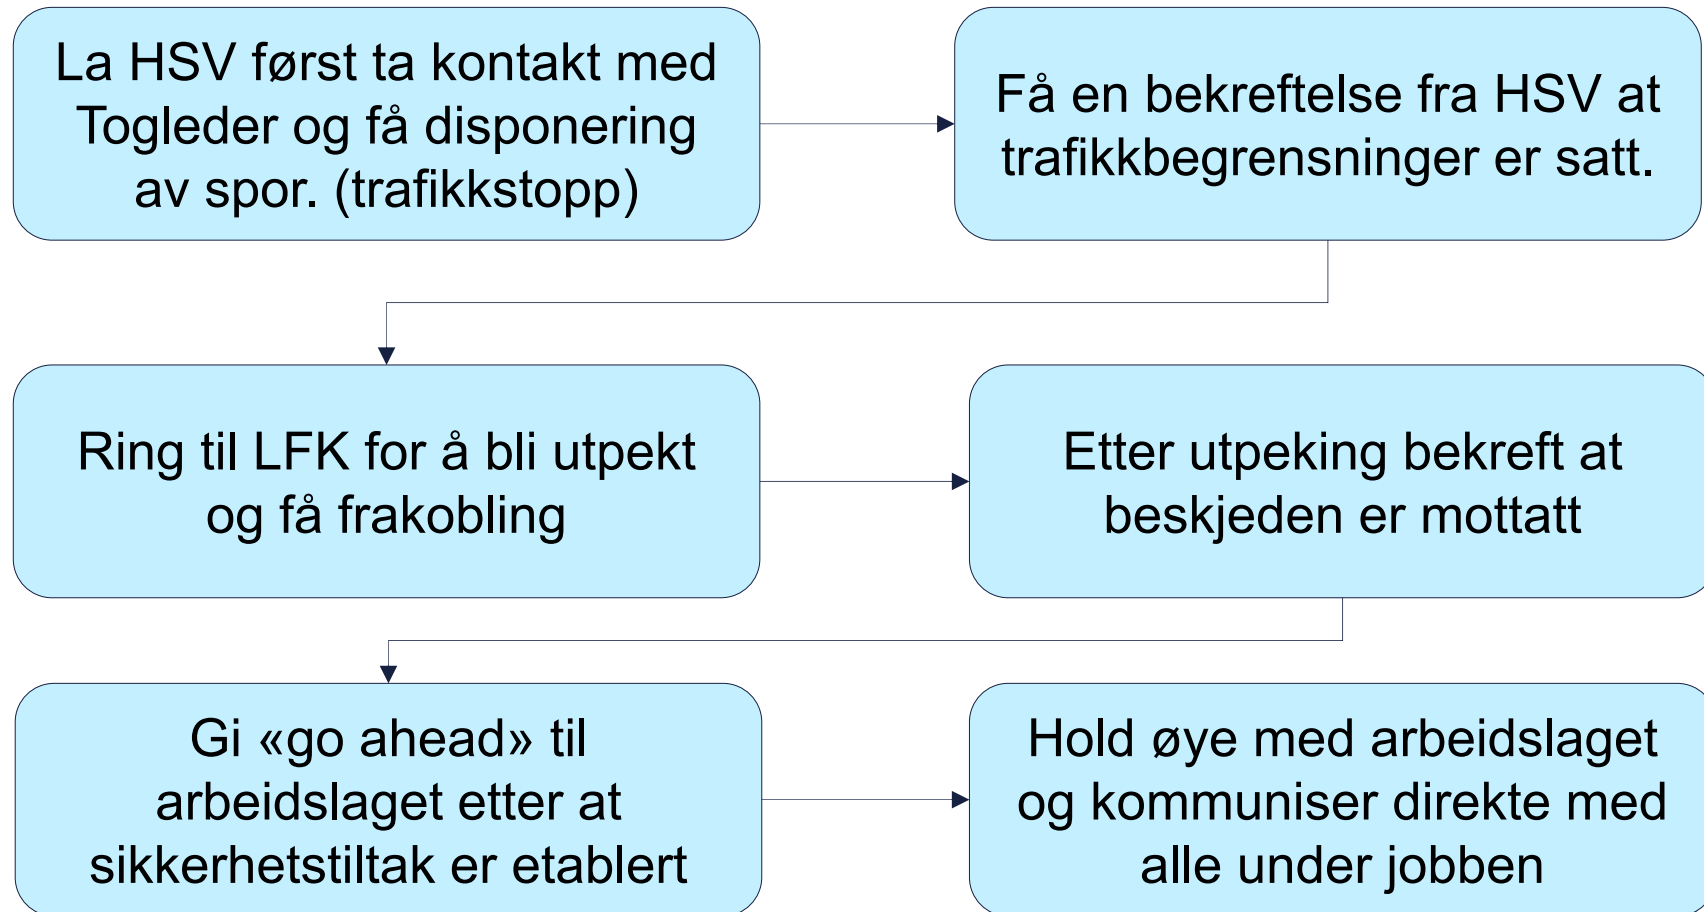 La HSV først ta kontakt med
Togleder og få disponering
av spor. (trafikkstopp)
Få en bekreftelse fra HSV at
trafikkbegrensninger er satt.
Ring til LFK for å bli utpekt
og få frakobling
Etter utpeking bekreft at
beskjeden er mottatt
Gi «go ahead» til
arbeidslaget etter at
sikkerhetstiltak er etablert
Hold øye med arbeidslaget
og kommuniser direkte med
alle under jobben